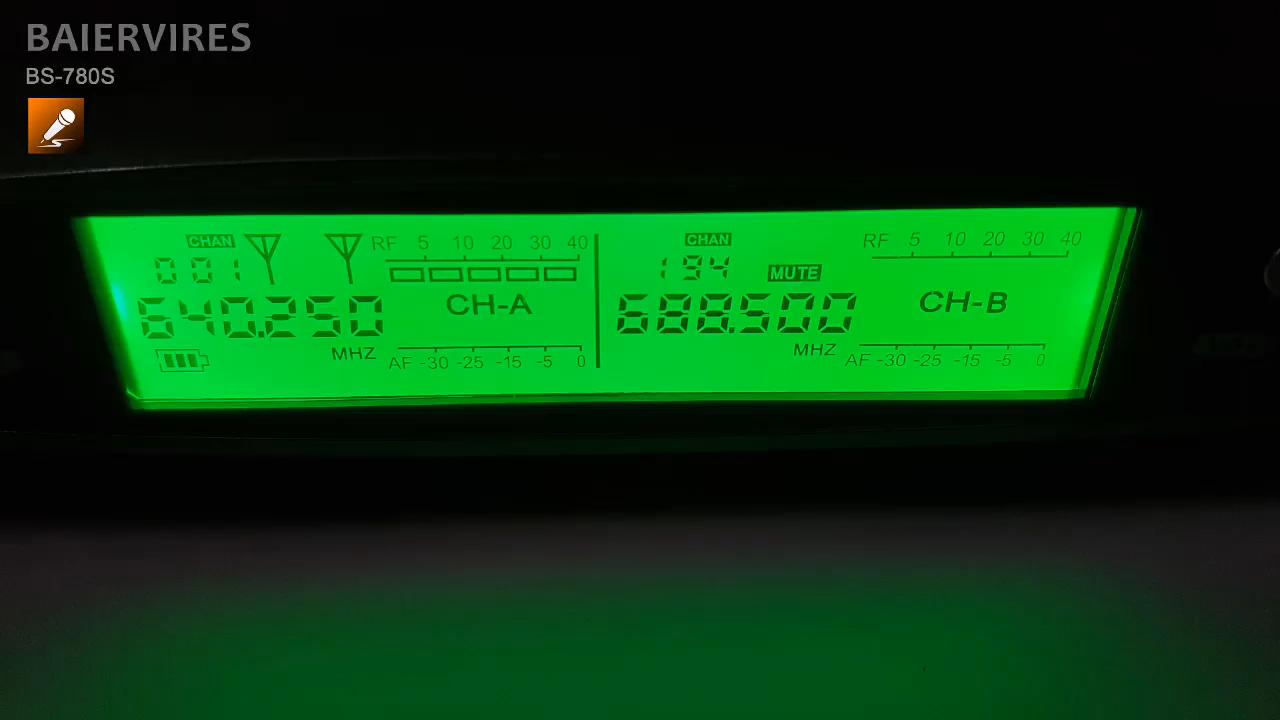 BAIERVIRES
BS-780S
CHAN
001
640.250
MHZ
RF 5 10 20 30 40
CH-A
AF -30 -25 -15 -5 0
CHAN
194
MUTE
688.500
MHZ
RF 5 10 20 30 40
CH-B
AF -30 -25 -15 -5 0